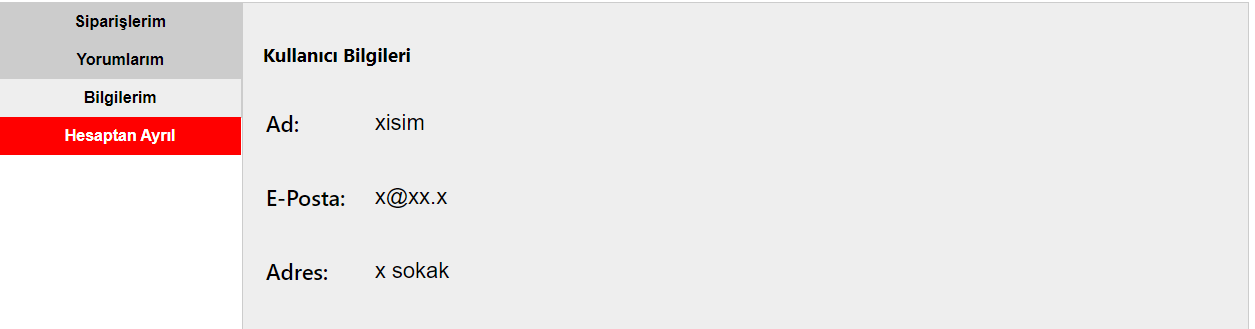 Siparişlerim
Yorumlarım
Bilgilerim
Hesaptan Ayrıl
Kullanıcı Bilgileri
Ad: xisim
E-Posta: x@xx.x
Adres: x sokak